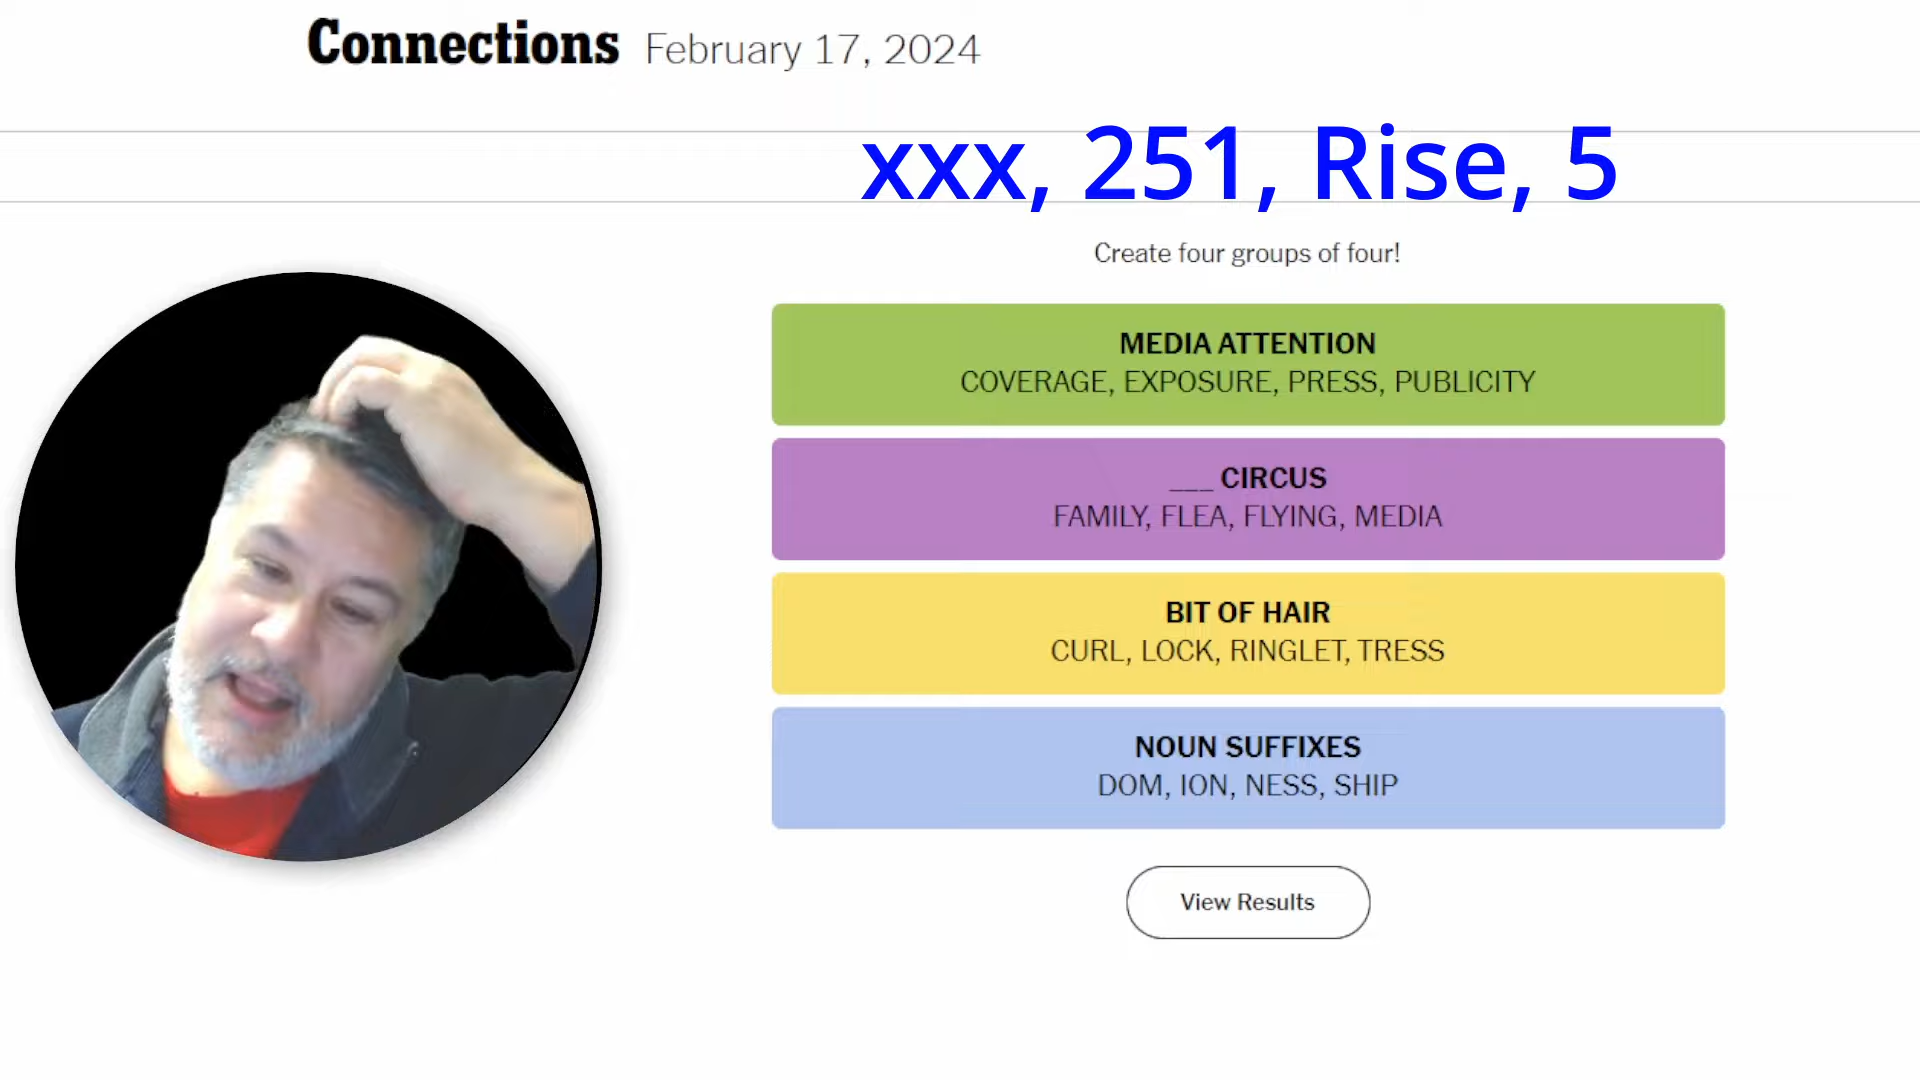 Connections February 17, 2024
xxx, 251, Rise, 5
Create four groups of four!
MEDIA ATTENTION
COVERAGE, EXPOSURE, PRESS, PUBLICITY
___ CIRCUS
FAMILY, FLEA, FLYING, MEDIA
BIT OF HAIR
CURL, LOCK, RINGLET, TRESS
NOUN SUFFIXES
DOM, ION, NESS, SHIP
View Results